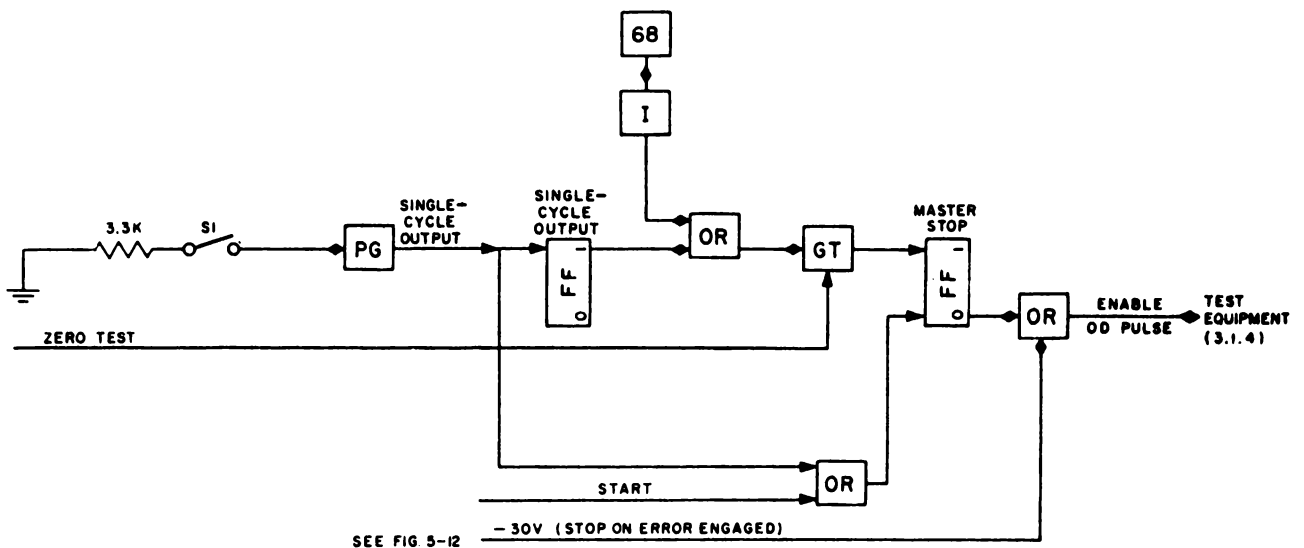 68
I
3.3K
S1
PG
SINGLE-
CYCLE
OUTPUT
SINGLE-
CYCLE
OUTPUT
FF
1
0
OR
GT
MASTER
STOP
FF
1
0
OR
ENABLE
OD PULSE
TEST
EQUIPMENT
(3.1.4)
ZERO TEST
START
OR
SEE FIG. 5-12
-30V (STOP ON ERROR ENGAGED)